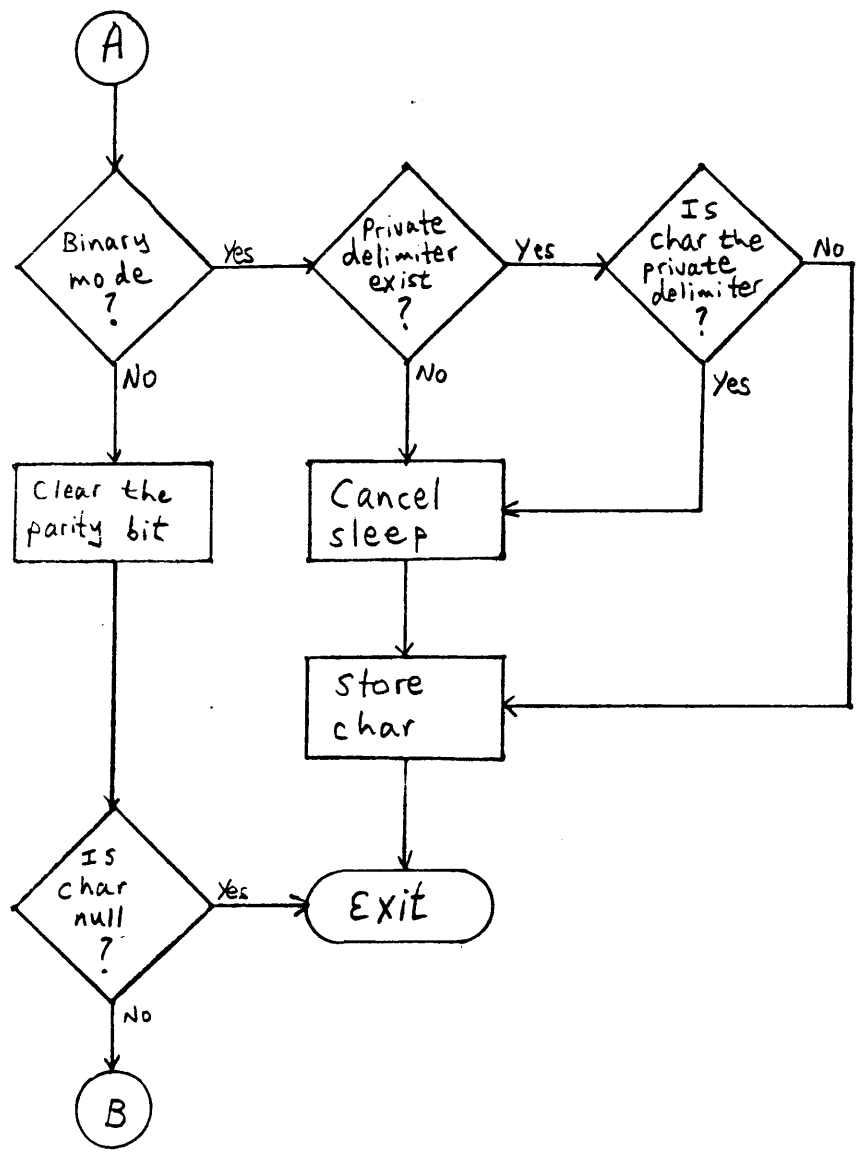 A
Binary
mode
?
Yes
No
Private
delimiter
exist
?
Yes
No
Is
char the
private
delimiter
?
No
Yes
Clear the
parity bit
Cancel
sleep
Store
char
Is
char
null
?
Yes
No
Exit
B